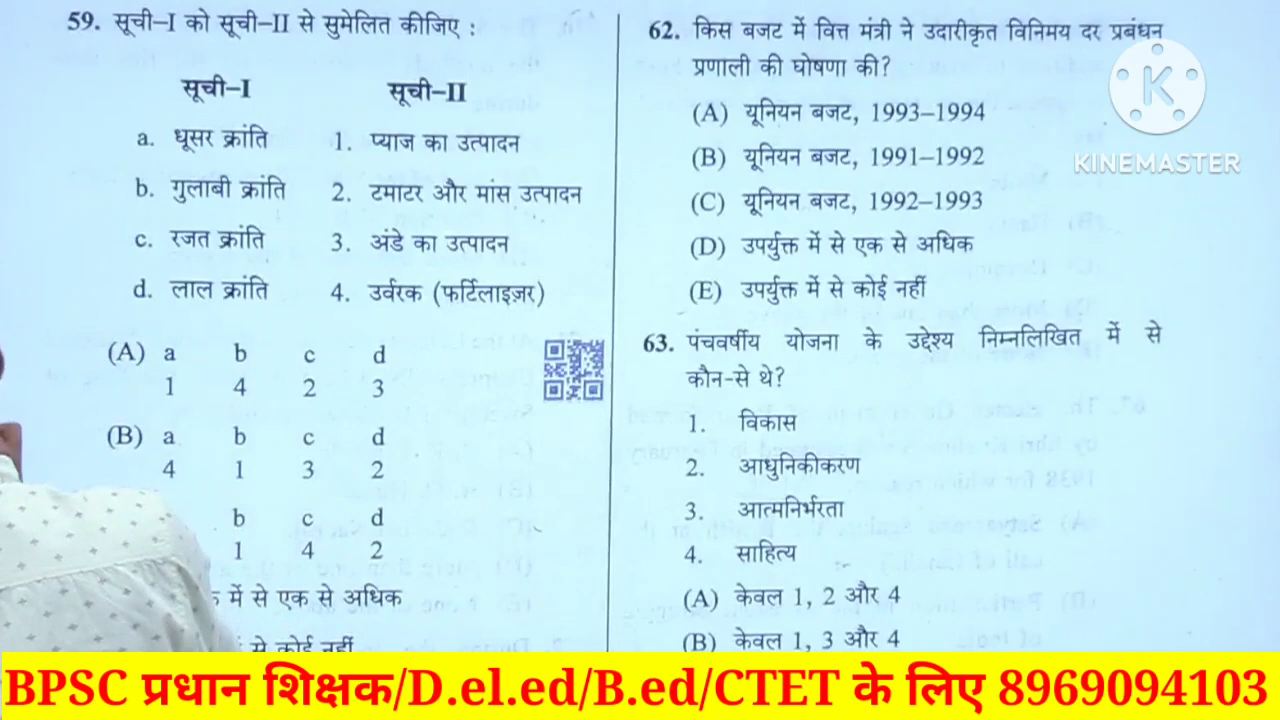 59. सूची–I को सूची–II से सुमेलित कीजिए :
सूची–I सूची–II
a. धूसर क्रांति 1. प्याज का उत्पादन
b. गुलाबी क्रांति 2. टमाटर और मांस उत्पादन
c. रजत क्रांति 3. अंडे का उत्पादन
d. लाल क्रांति 4. उर्वरक (फर्टिलाइज़र)
(A) a b c d
1 4 2 3
(B) a b c d
4 1 3 2
b c d
1 4 2
में से एक से अधिक
से कोई नहीं
62. किस बजट में वित्त मंत्री ने उदारीकृत विनिमय दर प्रबंधन
प्रणाली की घोषणा की?
(A) यूनियन बजट, 1993–1994
(B) यूनियन बजट, 1991–1992
(C) यूनियन बजट, 1992–1993
(D) उपर्युक्त में से एक से अधिक
(E) उपर्युक्त में से कोई नहीं
63. पंचवर्षीय योजना के उद्देश्य निम्नलिखित में से
कौन-से थे?
1. विकास
2. आधुनिकीकरण
3. आत्मनिर्भरता
4. साहित्य
(A) केवल 1, 2 और 4
(B) केवल 1, 3 और 4
K
KINEMASTER
BPSC प्रधान शिक्षक/D.el.ed/B.ed/CTET के लिए 8969094103